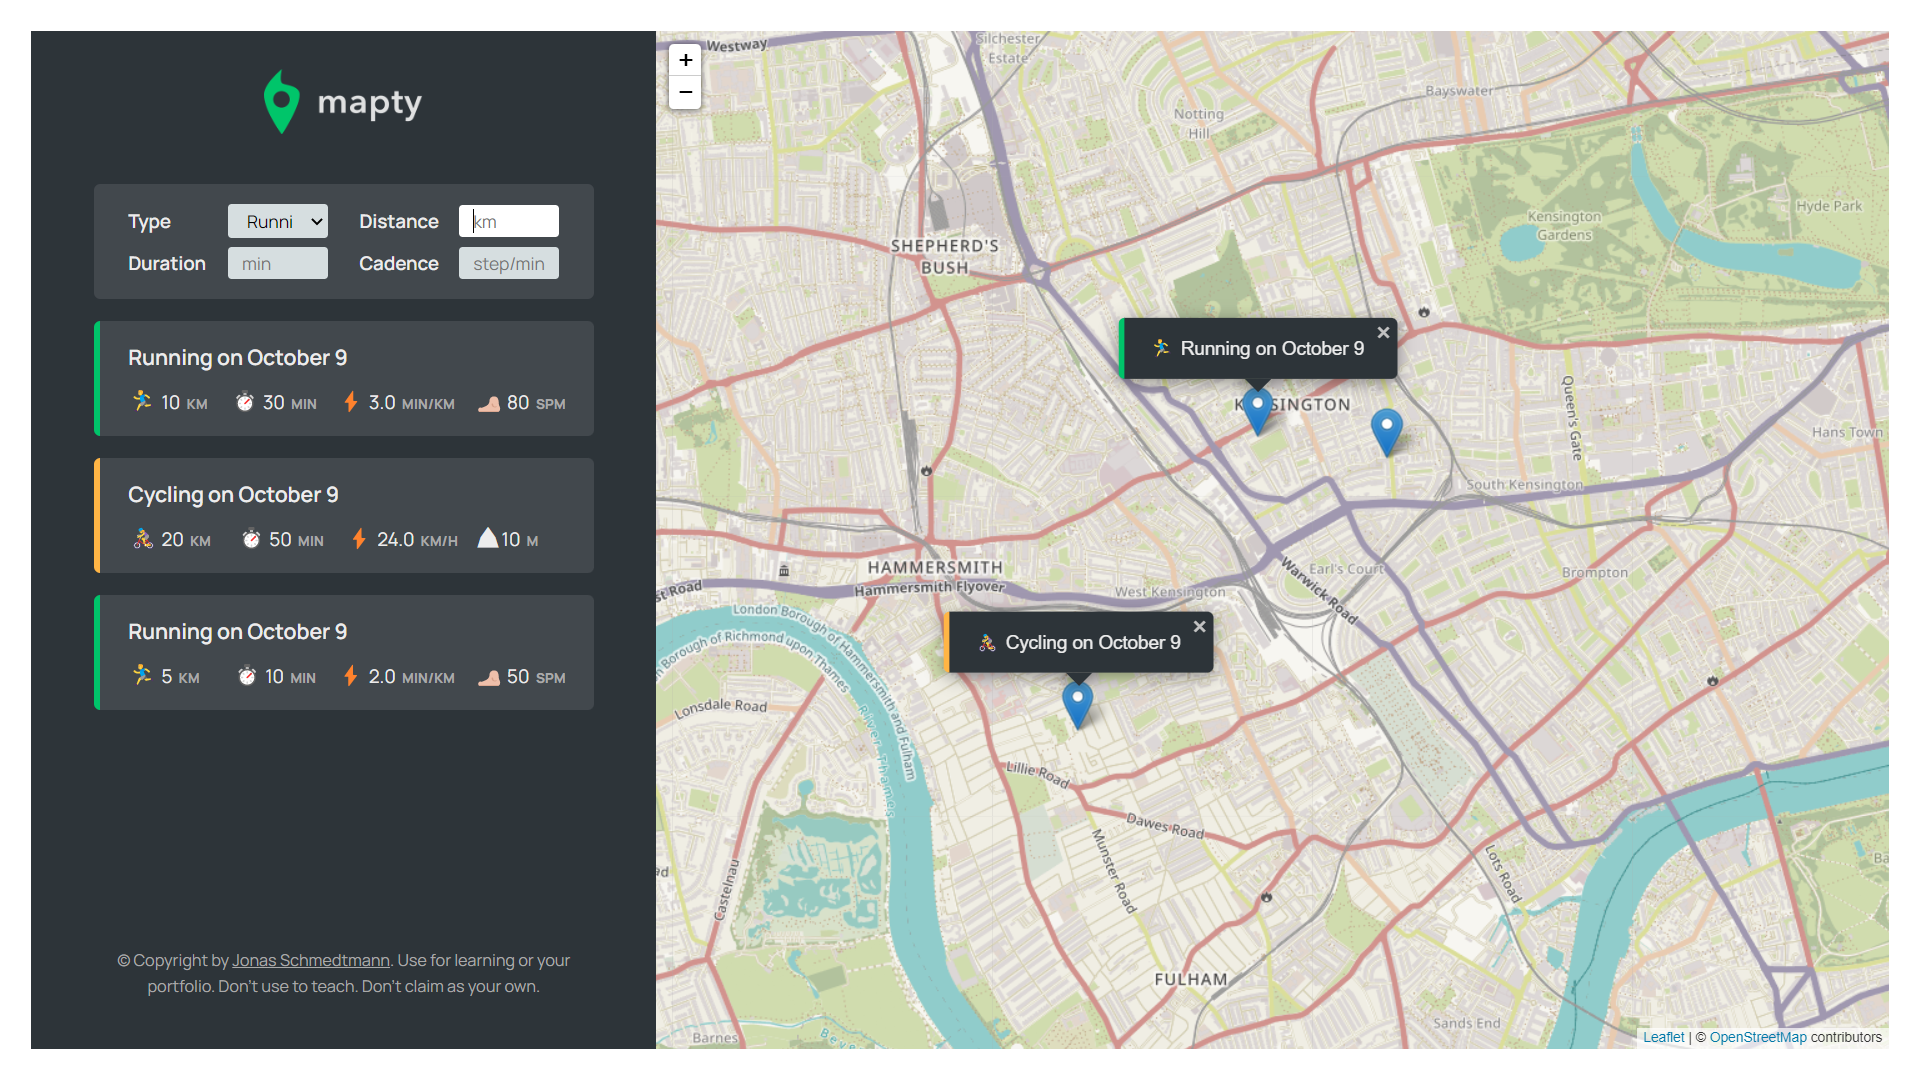 mapty
Type Runni Distance km
Duration min Cadence step/min
Running on October 9
10 KM 30 MIN 3.0 MIN/KM 80 SPM
Cycling on October 9
20 KM 50 MIN 24.0 KM/H 10 M
Running on October 9
5 KM 10 MIN 2.0 MIN/KM 50 SPM
© Copyright by Jonas Schmedtmann. Use for learning or your
portfolio. Don't use to teach. Don't claim as your own.
+
−
Westway
Silchester
Estate
Bayswater
Notting
Hill
Hyde Park
Kensington
Gardens
SHEPHERD'S
BUSH
× Running on October 9
K SINGTON
Queen's Gate
Hans Town
South Kensington
HAMMERSMITH
Hammersmith Flyover
st Road
West Kensington
Earl's Court
Warwick Road
Brompton
London Borough of Hammersmith and Fulham
n Borough of Richmond upon Thames
River Thames
× Cycling on October 9
Lonsdale Road
Lillie Road
Dawes Road
Munster Road
Castelnau
ad
Lots Road
Ba
FULHAM
Sands End
Barnes
Beve
Leaflet | © OpenStreetMap contributors